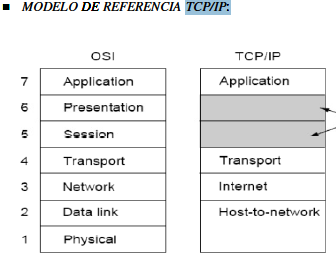 ■ MODELO DE REFERENCIA TCP/IP:
OSI TCP/IP
7 Application Application
6 Presentation
5 Session
4 Transport Transport
3 Network Internet
2 Data link Host-to-network
1 Physical